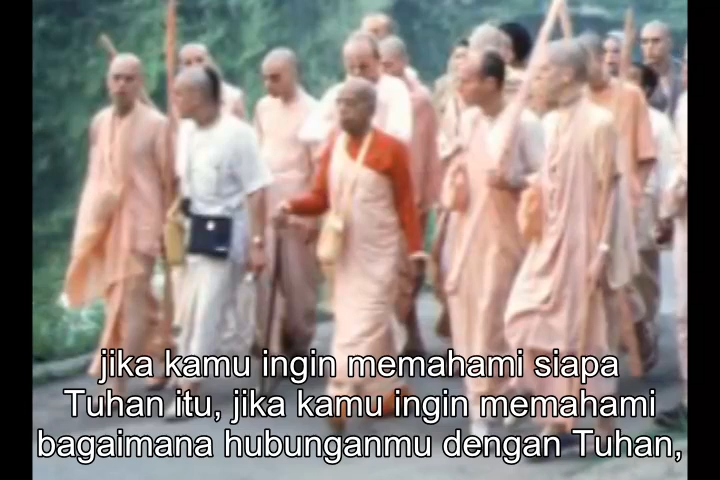 jika kamu ingin memahami siapa
Tuhan itu, jika kamu ingin memahami
bagaimana hubunganmu dengan Tuhan,